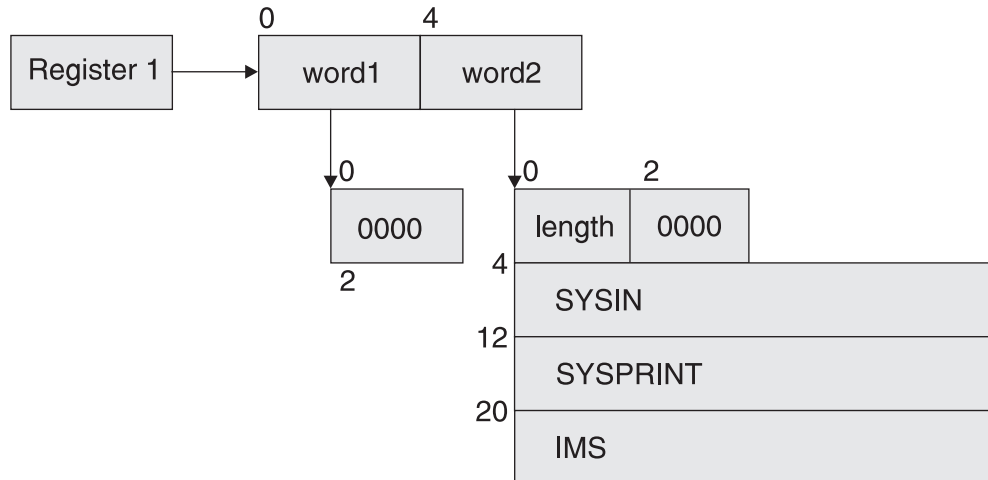 0 4
Register 1 word1 word2
0 0 2
0000 length 0000
2 4
SYSIN
12
SYSPRINT
20
IMS